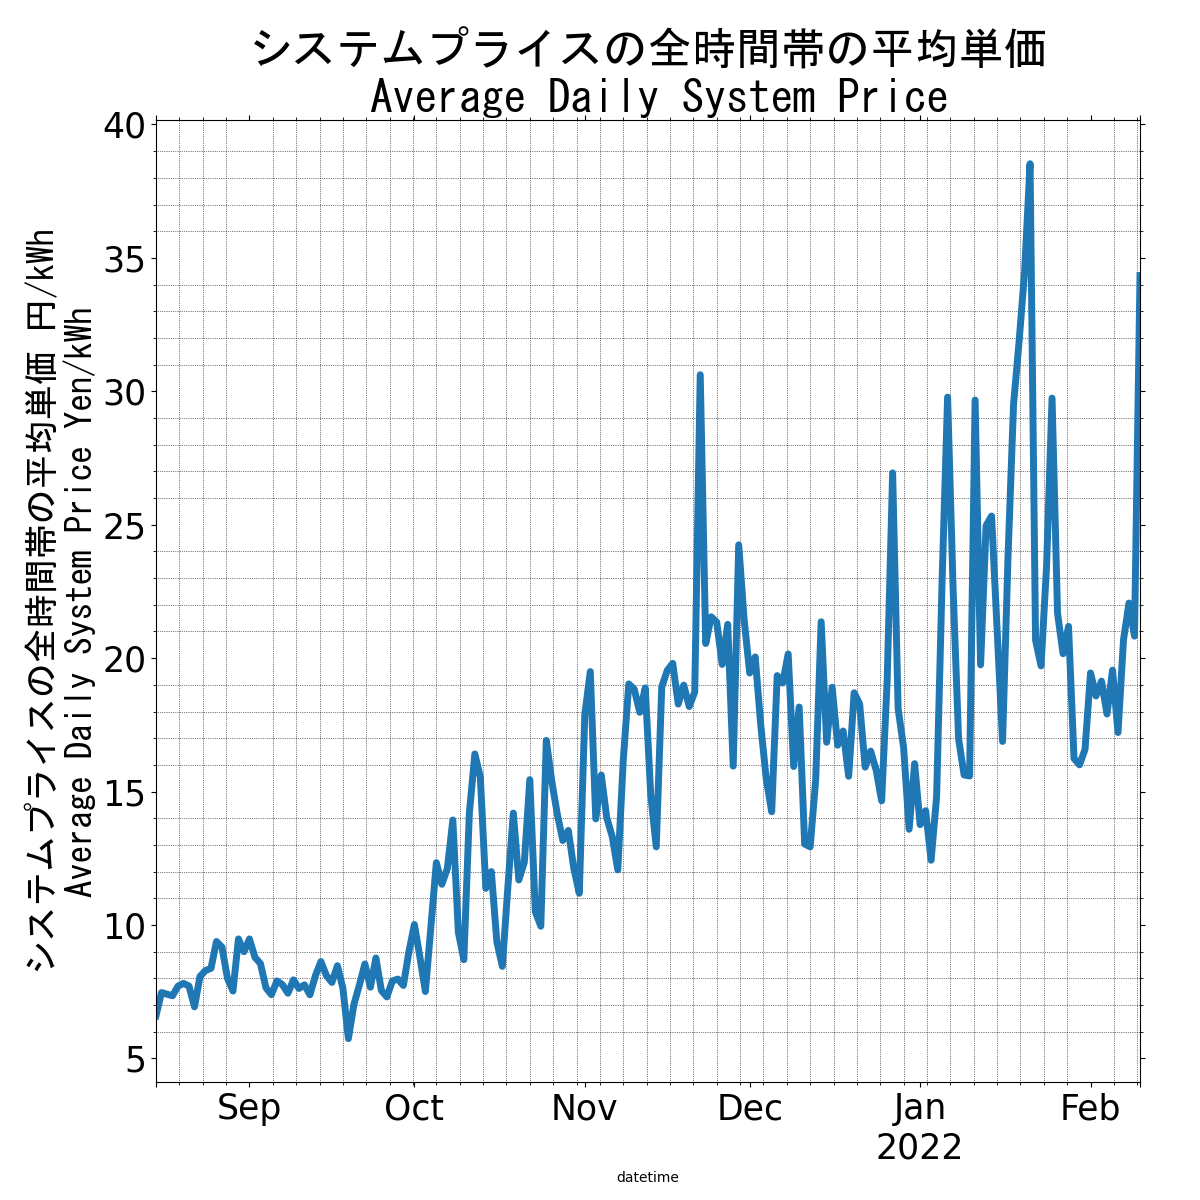 システムプライスの全時間帯の平均単価
Average Daily System Price
システムプライスの全時間帯の平均単価 円/kWh
Average Daily System Price Yen/kWh
40
35
30
25
20
15
10
5
Sep
Oct
Nov
Dec
Jan
2022
Feb
datetime